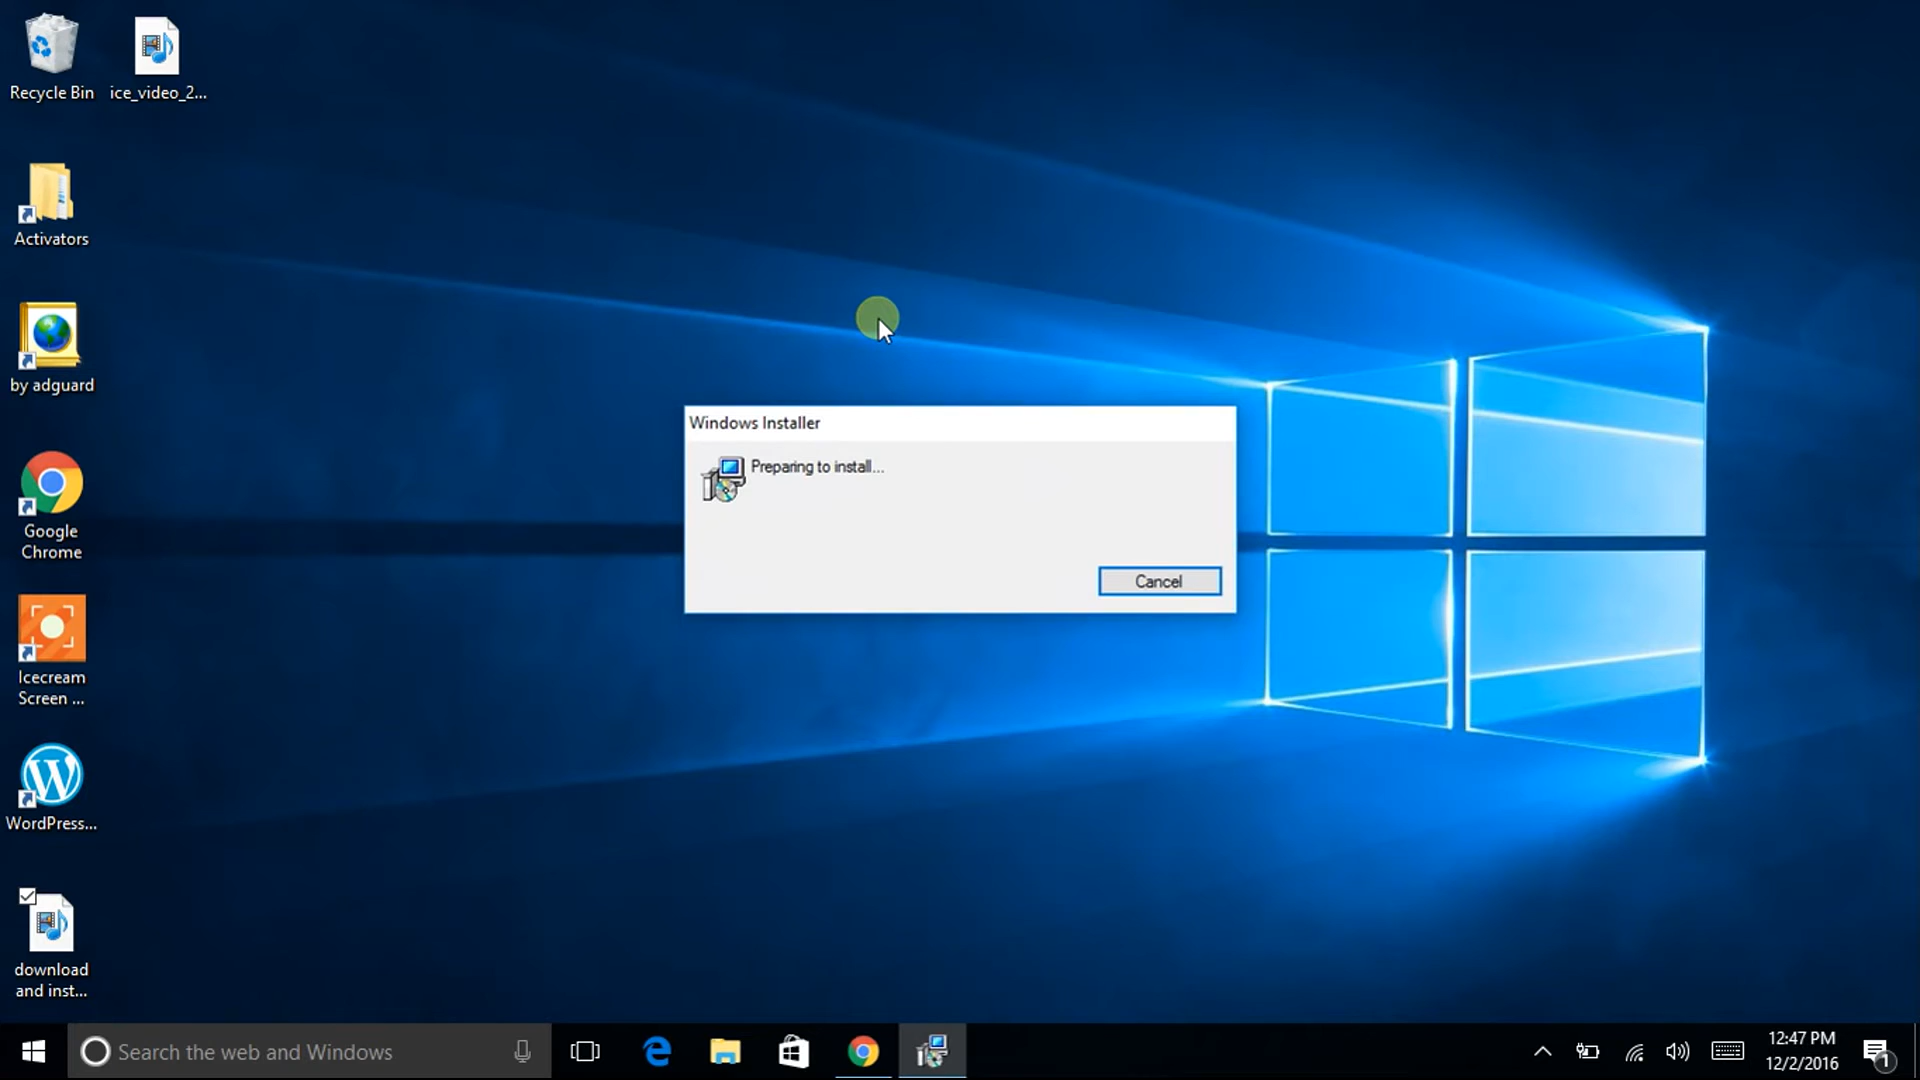 Recycle Bin
ice_video_2...
Activators
by adguard
Google
Chrome
Icecream
Screen ...
WordPress...
download
and inst...
Windows Installer
Preparing to install...
Cancel
Search the web and Windows
12:47 PM
12/2/2016
1